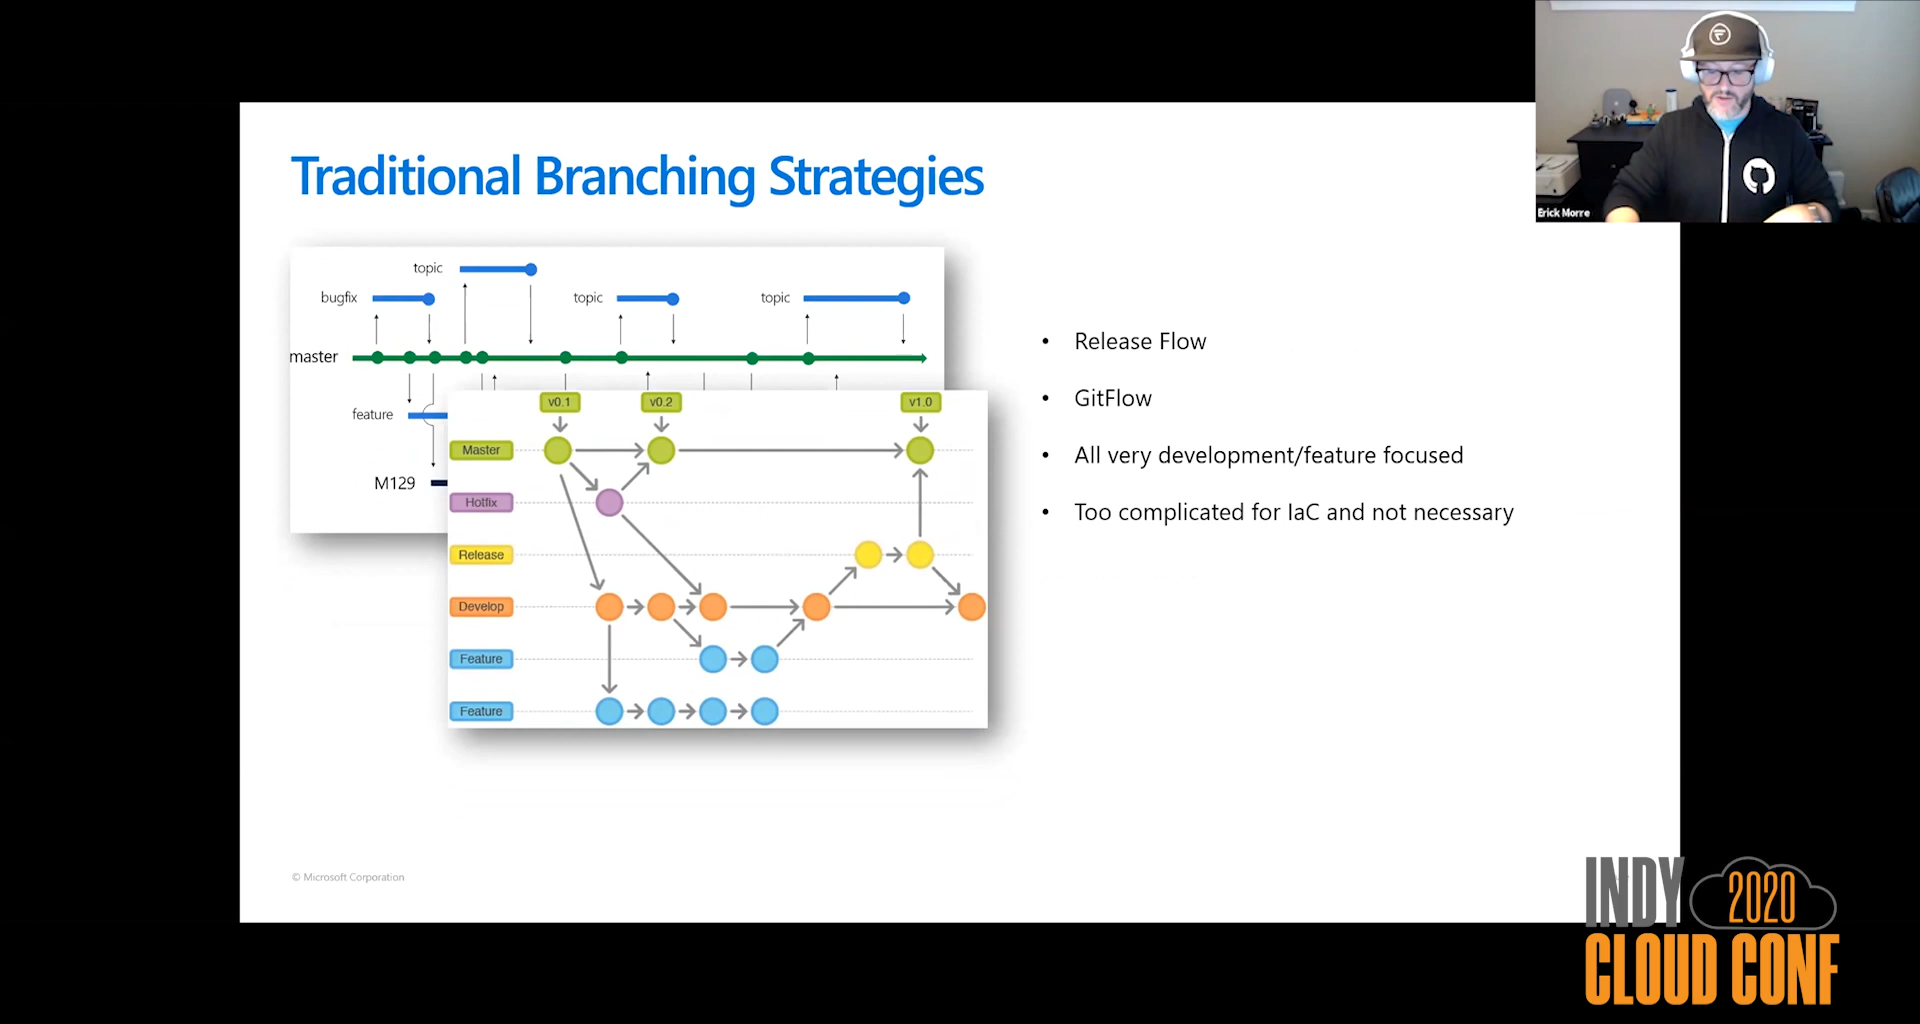 Erick Morre
Traditional Branching Strategies
topic
bugfix
topic
topic
master
feature
M129
v0.1
v0.2
v1.0
Master
Hotfix
Release
Develop
Feature
Feature
• Release Flow
• GitFlow
• All very development/feature focused
• Too complicated for IaC and not necessary
© Microsoft Corporation
INDY 2020
CLOUD CONF